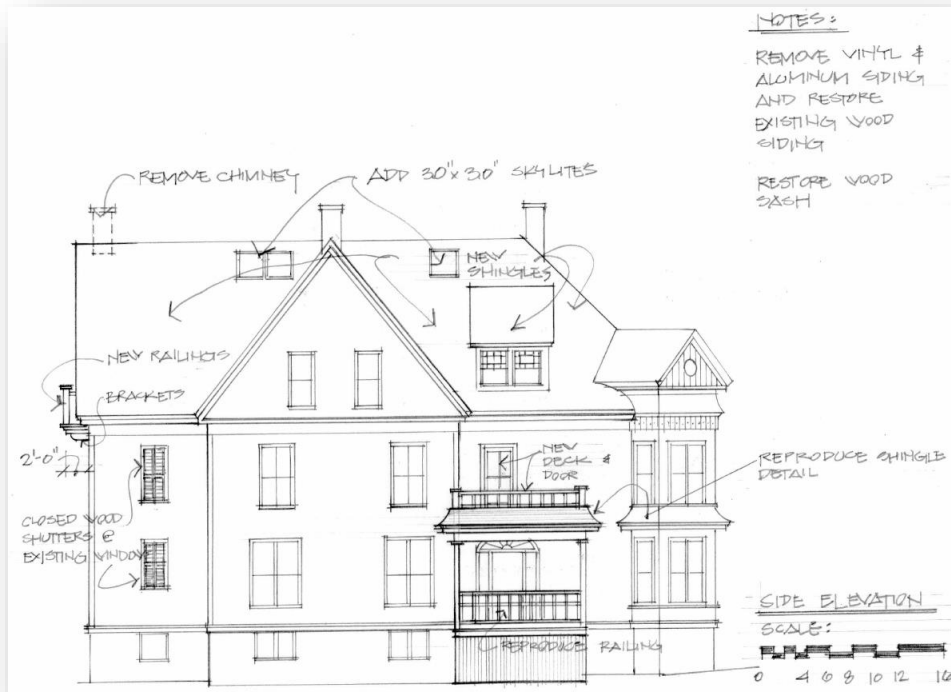 NOTES:
REMOVE VINYL &
ALUMINUM SIDING
AND RESTORE
EXISTING WOOD
SIDING
RESTORE WOOD
SASH
REMOVE CHIMNEY
ADD 30"x30" SKYLITES
NEW
SHINGLES
NEW RAILINGS
BRACKETS
2'-0"
NEW
DECK &
DOOR
REPRODUCE SHINGLE
DETAIL
CLOSED WOOD
SHUTTERS @
EXISTING WINDOW
REPRODUCE RAILING
SIDE ELEVATION
SCALE:
0 4 6 8 10 12 16